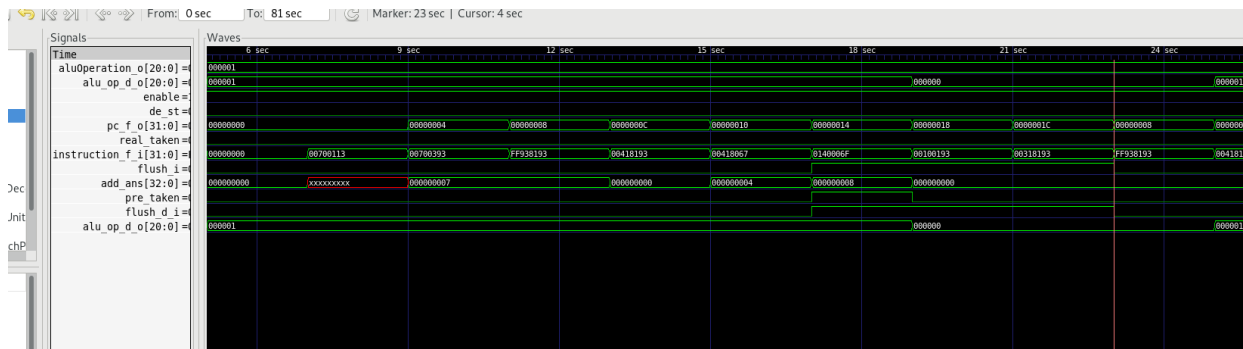 From: 0 sec To: 81 sec Marker: 23 sec | Cursor: 4 sec
Signals Waves
Time 6 sec 9 sec 12 sec 15 sec 18 sec 21 sec 24 sec
aluOperation_o[20:0] 000001
alu_op_d_o[20:0] 000001 000000 000001
enable
de_st
pc_f_o[31:0] 00000000 00000004 00000008 0000000C 00000010 00000014 00000018 0000001C 00000008 000000
real_taken
instruction_f_i[31:0] 00000000 00700113 00700393 FF938193 00418193 00418067 0140006F 00100193 00318193 FF938193 004181
flush_i
add_ans[32:0] 000000000 xxxxxxxxx 000000007 000000000 000000004 000000008 000000000
pre_taken
flush_d_i
Dec
alu_op_d_o[20:0] 000001 000000 000001
Unit
chP